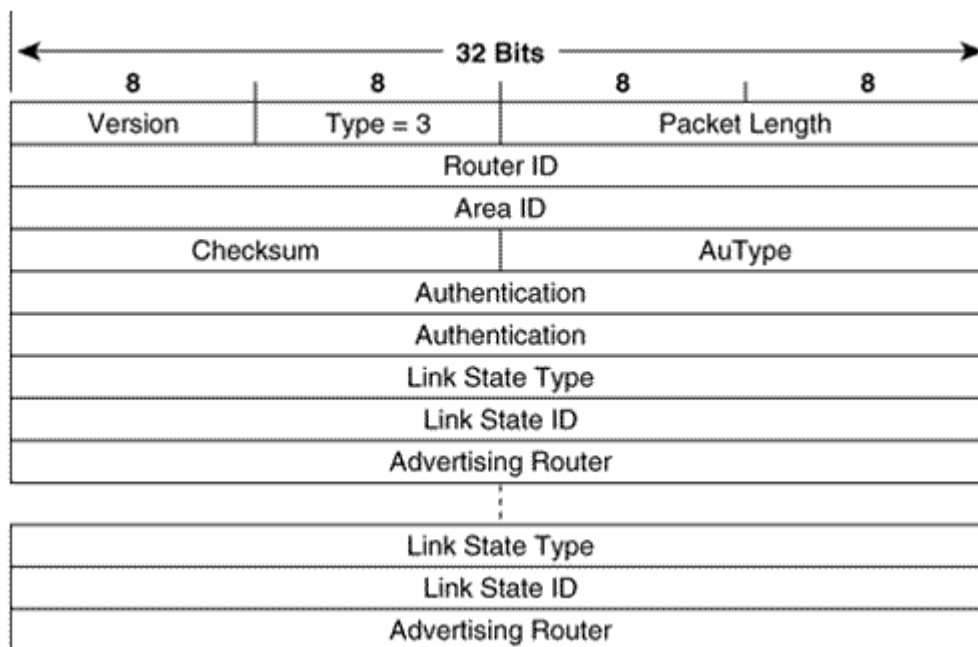 32 Bits
8 8 8 8
Version Type = 3 Packet Length
Router ID
Area ID
Checksum AuType
Authentication
Authentication
Link State Type
Link State ID
Advertising Router
Link State Type
Link State ID
Advertising Router